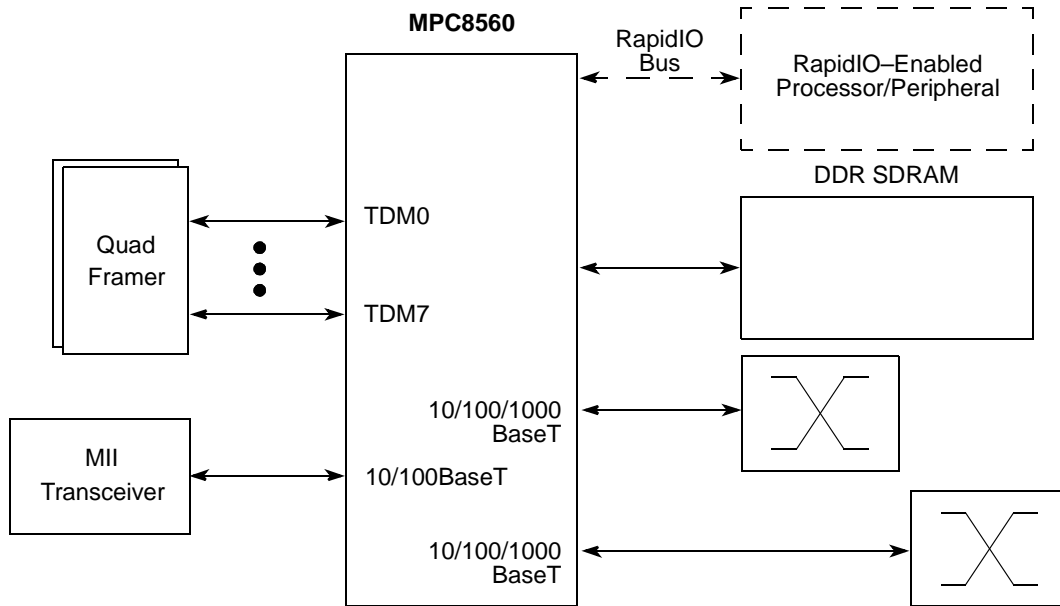 MPC8560
RapidIO
Bus
RapidIO–Enabled
Processor/Peripheral
DDR SDRAM
Quad
Framer
TDM0
TDM7
10/100/1000
BaseT
MII
Transceiver
10/100BaseT
10/100/1000
BaseT